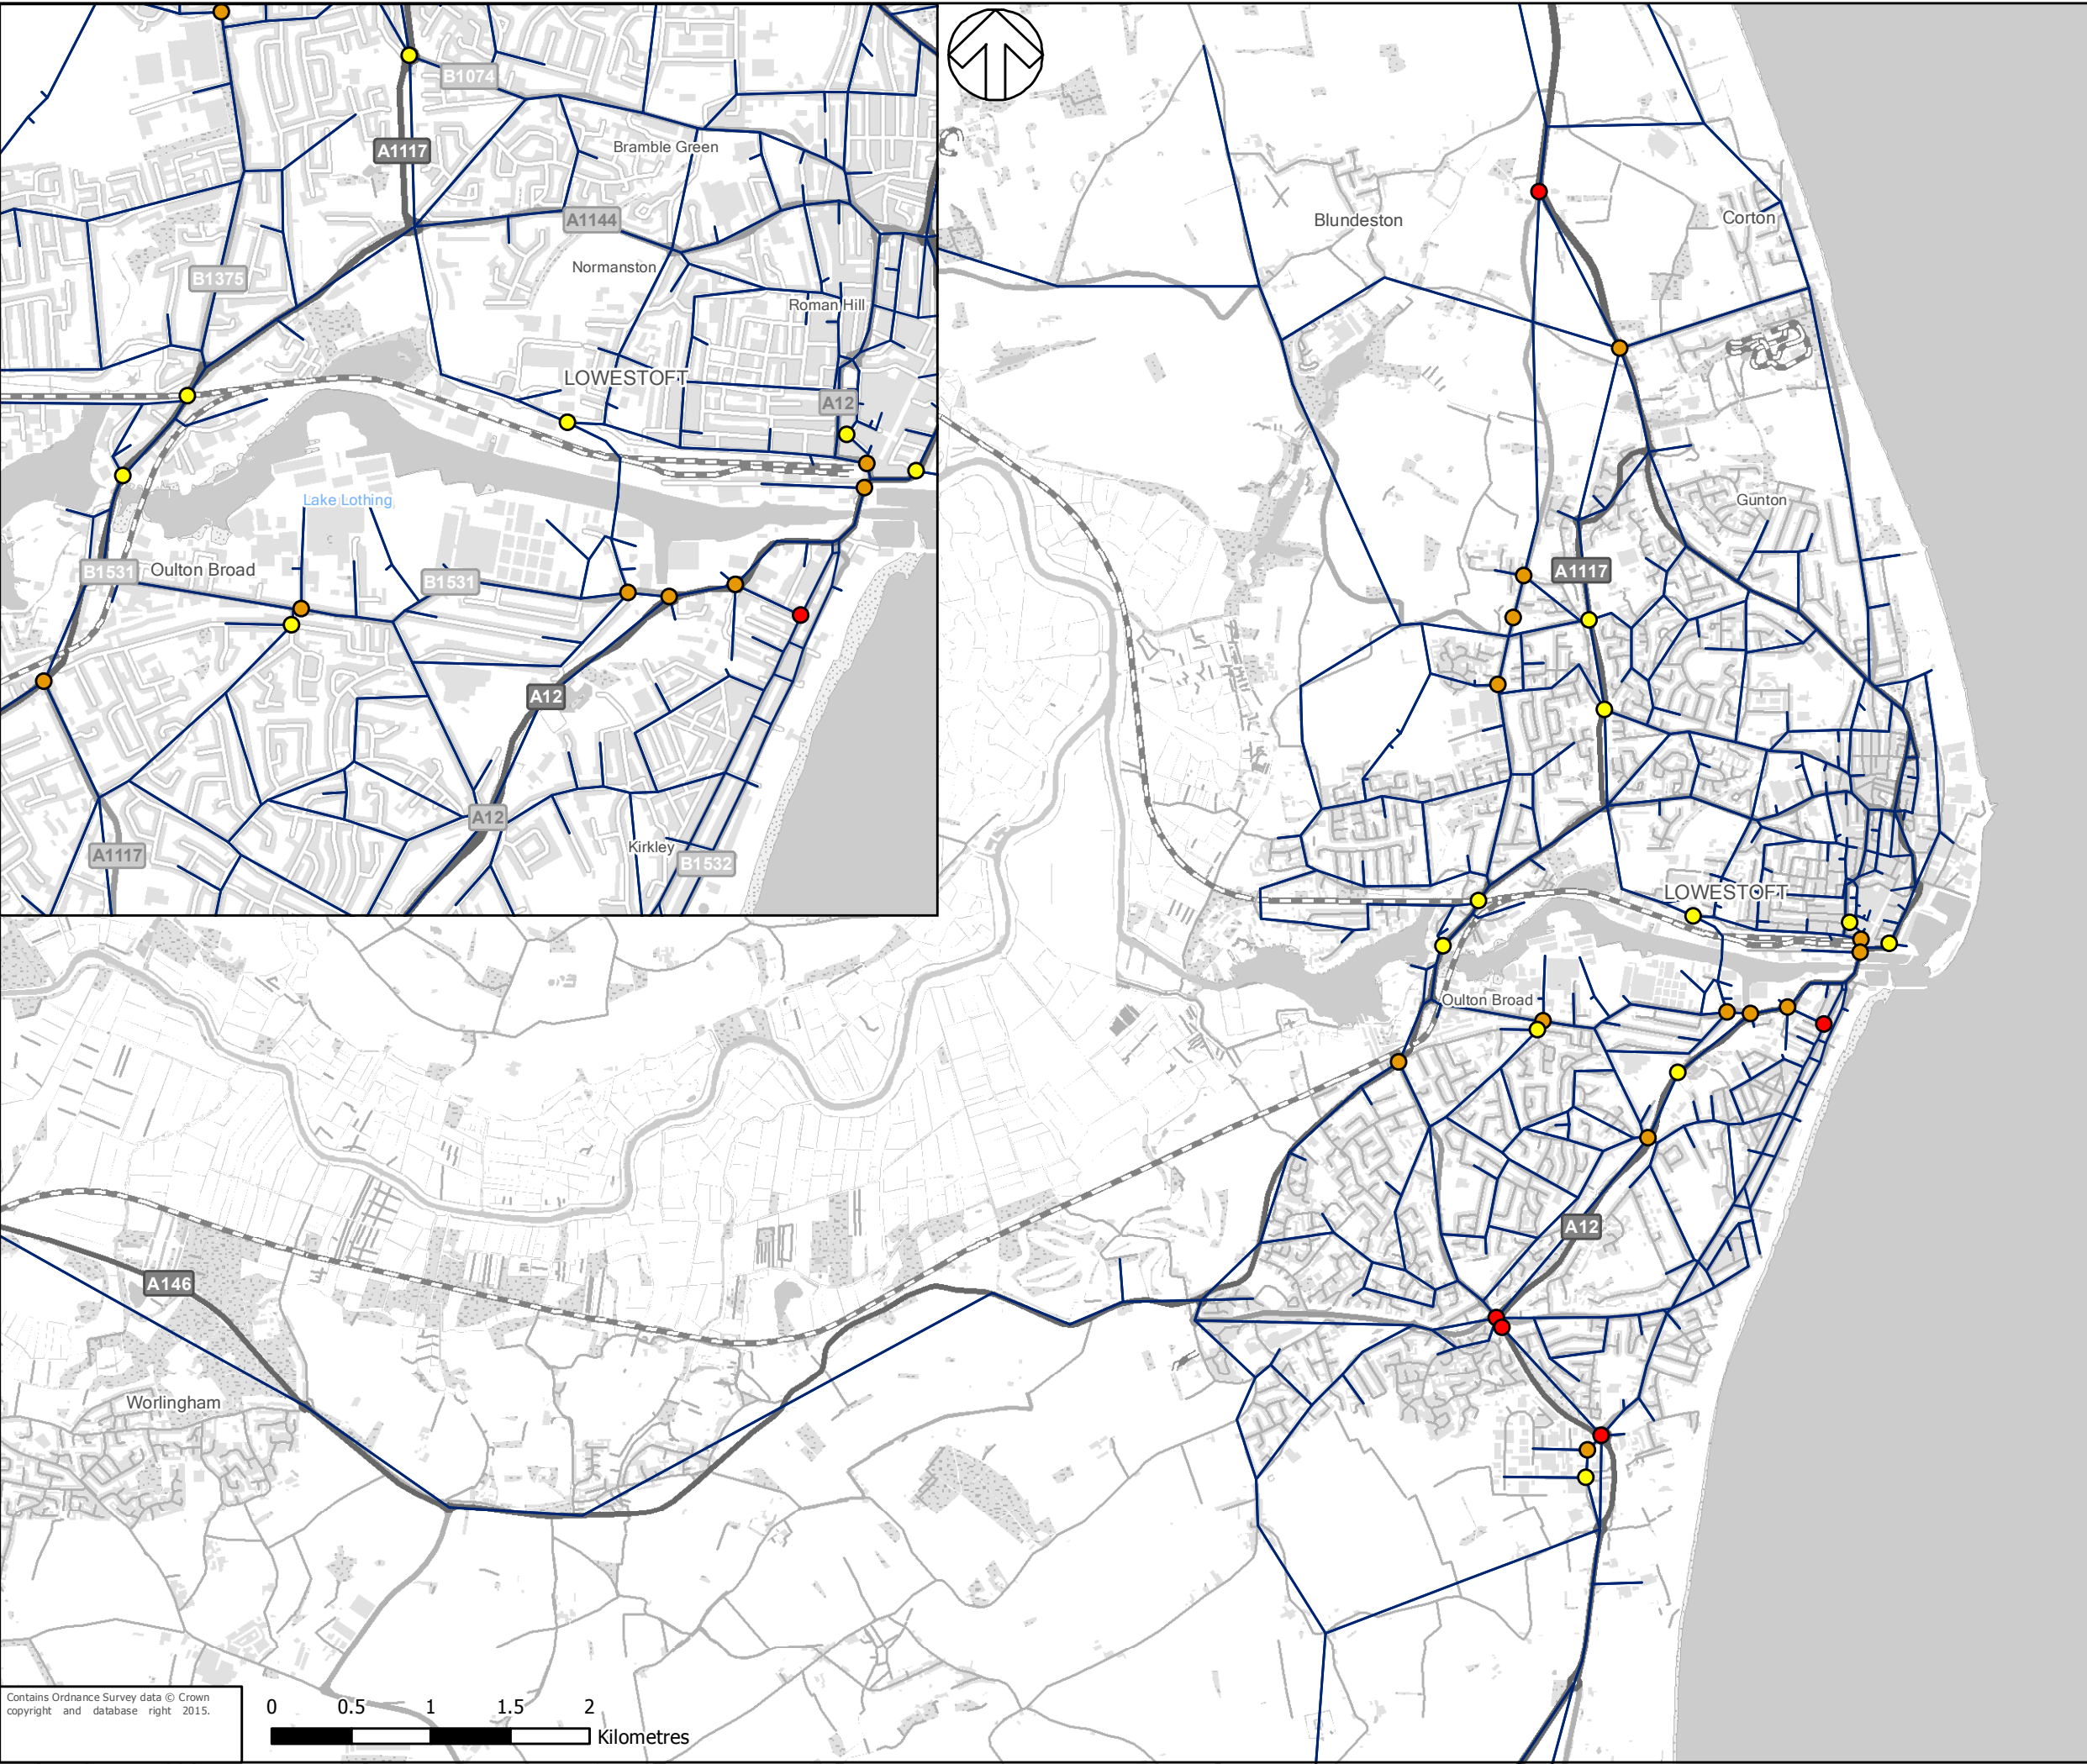 B1074
A1117
Bramble Green
A1144
Normanston
B1375
Roman Hill
LOWESTOFT
A12
Lake Lothing
Oulton Broad
B1531
B1531
A12
A12
Kirkley
A1117
B1532
Blundeston
Corton
Gunton
A1117
LOWESTOFT
Oulton Broad
A12
A146
Worlingham
Contains Ordnance Survey data © Crown
copyright and database right 2015.
0 0.5 1 1.5 2
Kilometres